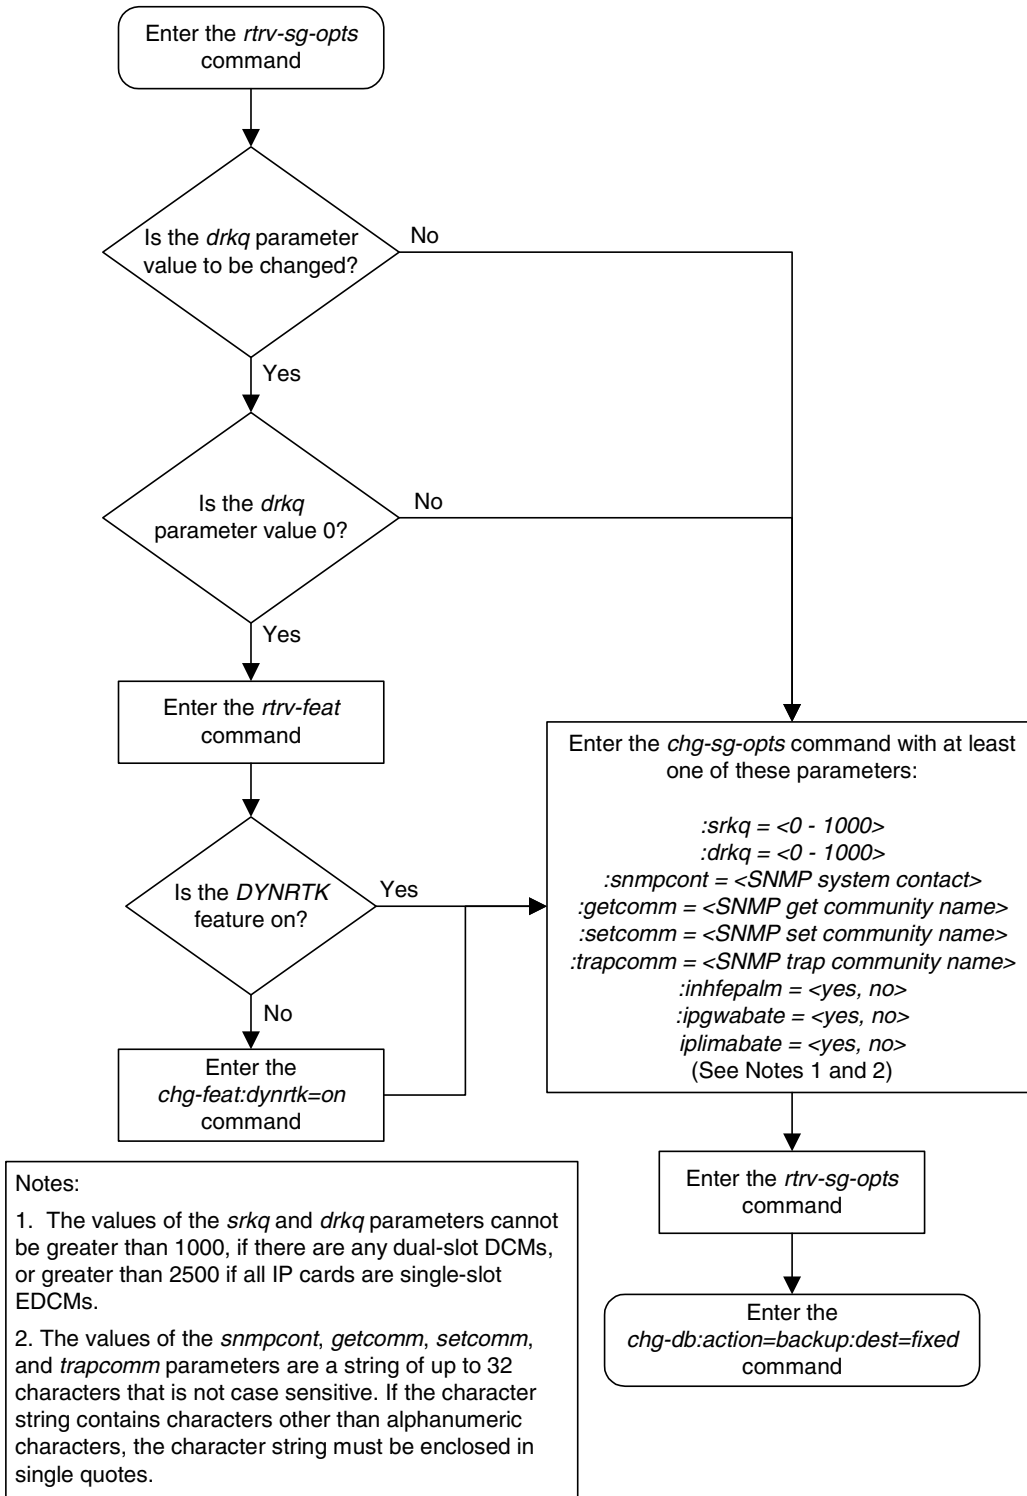 Enter the rtrv-sg-opts
command
Is the drkq parameter
value to be changed?
No
Yes
Is the drkq
parameter value 0?
No
Yes
Enter the rtrv-feat
command
Is the DYNRTK
feature on?
Yes
No
Enter the
chg-feat:dynrtk=on
command
Enter the chg-sg-opts command with at least
one of these parameters:
:srkq = <0 - 1000>
:drkq = <0 - 1000>
:snmpcont = <SNMP system contact>
:getcomm = <SNMP get community name>
:setcomm = <SNMP set community name>
:trapcomm = <SNMP trap community name>
:inhfepalm = <yes, no>
:ipgwabate = <yes, no>
iplimabate = <yes, no>
(See Notes 1 and 2)
Enter the rtrv-sg-opts
command
Enter the
chg-db:action=backup:dest=fixed
command
Notes:
1. The values of the srkq and drkq parameters cannot
be greater than 1000, if there are any dual-slot DCMs,
or greater than 2500 if all IP cards are single-slot
EDCMs.
2. The values of the snmpcont, getcomm, setcomm,
and trapcomm parameters are a string of up to 32
characters that is not case sensitive. If the character
string contains characters other than alphanumeric
characters, the character string must be enclosed in
single quotes.